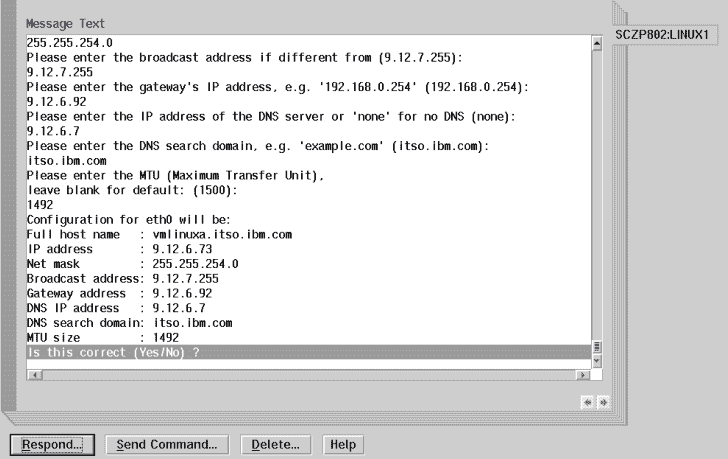 Message Text
SCZP802:LINUX1
255.255.254.0
Please enter the broadcast address if different from (9.12.7.255):
9.12.7.255
Please enter the gateway's IP address, e.g. '192.168.0.254' (192.168.0.254):
9.12.6.92
Please enter the IP address of the DNS server or 'none' for no DNS (none):
9.12.6.7
Please enter the DNS search domain, e.g. 'example.com' (itso.ibm.com):
itso.ibm.com
Please enter the MTU (Maximum Transfer Unit),
leave blank for default: (1500):
1492
Configuration for eth0 will be:
Full host name   : vmlinuxa.itso.ibm.com
IP address       : 9.12.6.73
Net mask         : 255.255.254.0
Broadcast address: 9.12.7.255
Gateway address  : 9.12.6.92
DNS IP address   : 9.12.6.7
DNS search domain: itso.ibm.com
MTU size         : 1492
Is this correct (Yes/No) ?
Respond... Send Command... Delete... Help